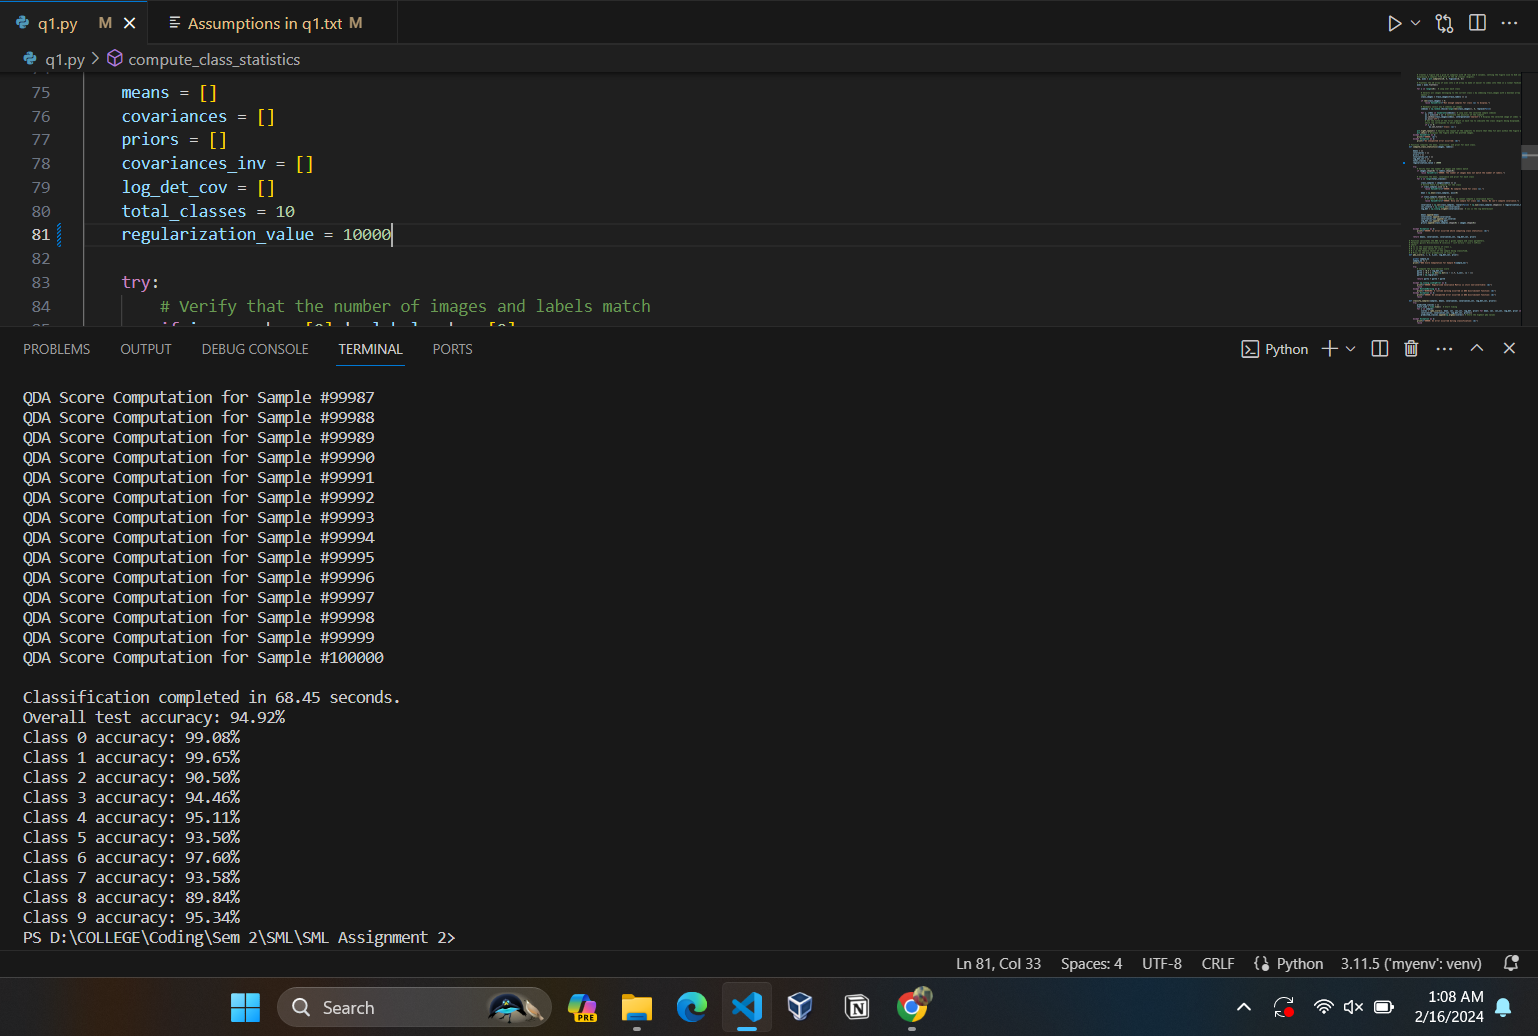 q1.py M
Assumptions in q1.txt M
q1.py > compute_class_statistics
75 means = []
76 covariances = []
77 priors = []
78 covariances_inv = []
79 log_det_cov = []
80 total_classes = 10
81 regularization_value = 10000
82
83 try:
84 # Verify that the number of images and labels match
PROBLEMS OUTPUT DEBUG CONSOLE TERMINAL PORTS Python
QDA Score Computation for Sample #99987
QDA Score Computation for Sample #99988
QDA Score Computation for Sample #99989
QDA Score Computation for Sample #99990
QDA Score Computation for Sample #99991
QDA Score Computation for Sample #99992
QDA Score Computation for Sample #99993
QDA Score Computation for Sample #99994
QDA Score Computation for Sample #99995
QDA Score Computation for Sample #99996
QDA Score Computation for Sample #99997
QDA Score Computation for Sample #99998
QDA Score Computation for Sample #99999
QDA Score Computation for Sample #100000
Classification completed in 68.45 seconds.
Overall test accuracy: 94.92%
Class 0 accuracy: 99.08%
Class 1 accuracy: 99.65%
Class 2 accuracy: 90.50%
Class 3 accuracy: 94.46%
Class 4 accuracy: 95.11%
Class 5 accuracy: 93.50%
Class 6 accuracy: 97.60%
Class 7 accuracy: 93.58%
Class 8 accuracy: 89.84%
Class 9 accuracy: 95.34%
PS D:\COLLEGE\Coding\Sem 2\SML\SML Assignment 2>
Ln 81, Col 33 Spaces: 4 UTF-8 CRLF Python 3.11.5 ('myenv': venv)
Search
PRE
1:08 AM
2/16/2024